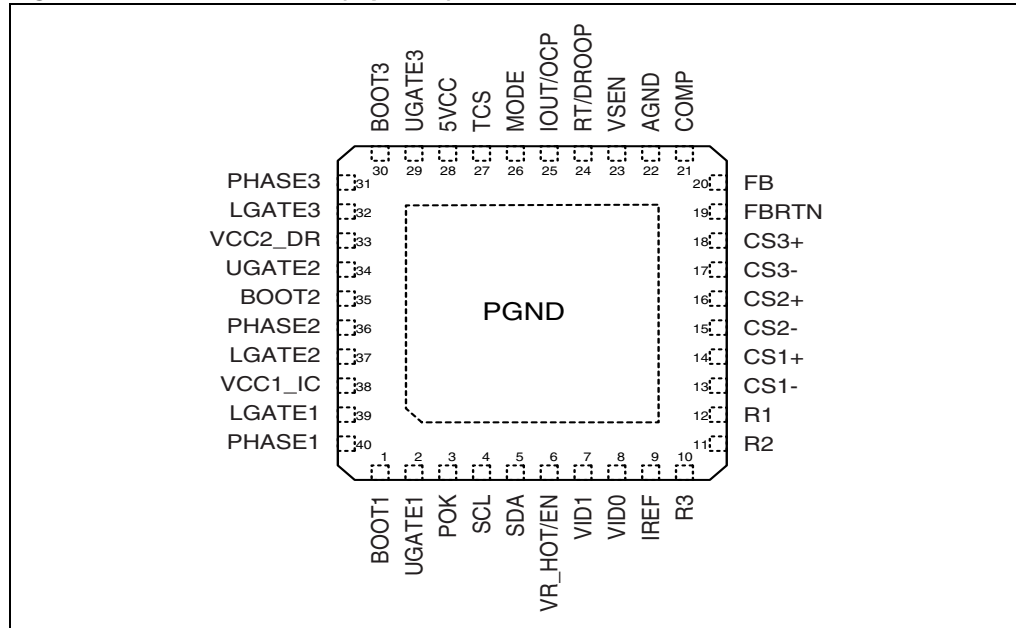 BOOT3
UGATE3
5VCC
TCS
MODE
IOUT/OCP
RT/DROOP
VSEN
AGND
COMP
30 29 28 27 26 25 24 23 22 21
PHASE3 31
LGATE3 32
VCC2_DR 33
UGATE2 34
BOOT2 35
PHASE2 36
LGATE2 37
VCC1_IC 38
LGATE1 39
PHASE1 40
PGND
20 FB
19 FBRTN
18 CS3+
17 CS3-
16 CS2+
15 CS2-
14 CS1+
13 CS1-
12 R1
11 R2
1 2 3 4 5 6 7 8 9 10
BOOT1
UGATE1
POK
SCL
SDA
VR_HOT/EN
VID1
VID0
IREF
R3